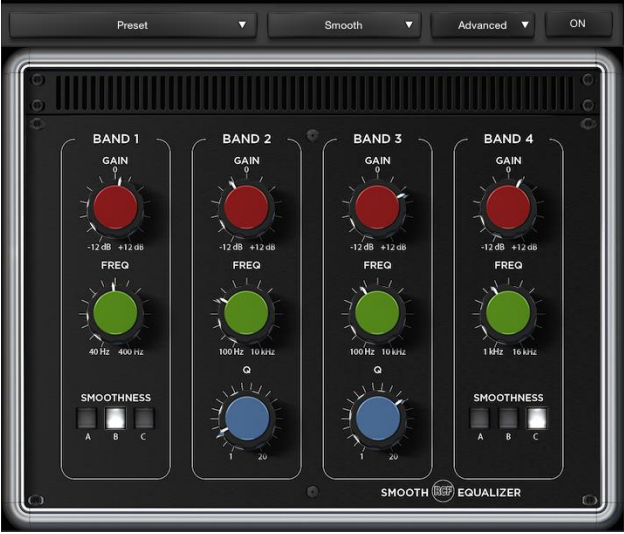 Preset ▼ Smooth ▼ Advanced ▼ ON
BAND 1 BAND 2 BAND 3 BAND 4
GAIN GAIN GAIN GAIN
0 0 0 0
-12 dB +12 dB -12 dB +12 dB -12 dB +12 dB -12 dB +12 dB
FREQ FREQ FREQ FREQ
40 Hz 400 Hz 100 Hz 10 kHz 100 Hz 10 kHz 1 kHz 16 kHz
Q Q
SMOOTHNESS SMOOTHNESS
A B C A B C
1 20 1 20
SMOOTH RCF EQUALIZER